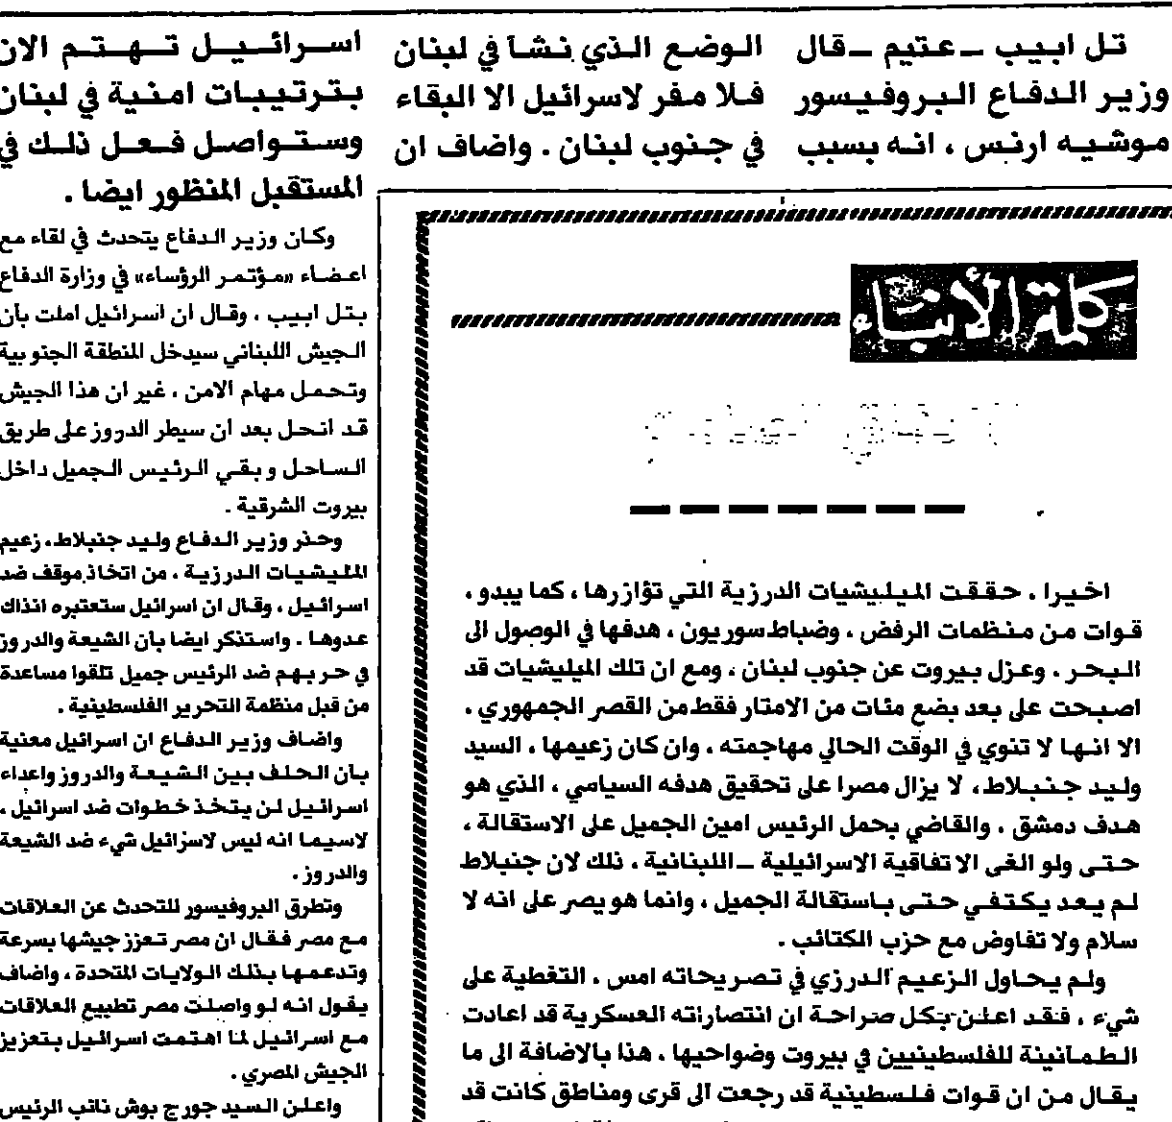 تل ابيب ــ عتيم ــ قال
وزير الدفاع البروفيسور
موشيه ارنس ، انه بسبب
الوضع الذي نشأ في لبنان
فلا مفر لاسرائيل الا البقاء
في جنوب لبنان . واضاف ان
اسرائيل تهتم الان
بترتيبات امنية في لبنان
وستواصل فعل ذلك في
المستقبل المنظور ايضا .
وكان وزير الدفاع يتحدث في لقاء مع
اعضاء «مؤتمر الرؤساء» في وزارة الدفاع
بتل ابيب ، وقال ان اسرائيل املت بأن
الجيش اللبناني سيدخل المنطقة الجنوبية
وتحمل مهام الامن ، غير ان هذا الجيش
قد انحل بعد أن سيطر الدروز على طريق
الساحل وبقي الرئيس الجميل داخل
بيروت الشرقية .
وحذر وزير الدفاع وليد جنبلاط ، زعيم
المليشيات الدرزية ، من اتخاذ موقف ضد
اسرائيل ، وقال ان اسرائيل ستعتبره انذاك
عدوها . واستنكر ايضا بأن الشيعة والدروز
في حربهم ضد الرئيس جميل تلقوا مساعدة
من قبل منظمة التحرير الفلسطينية .
واضاف وزير الدفاع ان اسرائيل معنية
بأن الحلف بين الشيعة والدروز واعداء
اسرائيل لن يتخذ خطوات ضد اسرائيل ،
لاسيما انه ليس لاسرائيل شيء ضد الشيعة
والدروز .
وتطرق البروفيسور للتحدث عن العلاقات
مع مصر فقال ان مصر تعزز جيشها بسرعة
وتدعمها بذلك الولايات المتحدة ، واضاف
يقول انه لو واصلت مصر تطبيع العلاقات
مع اسرائيل لما اهتمت اسرائيل بتعزيز
الجيش المصري .
واعلن السيد جورج بوش نائب الرئيس
كلمة الأنباء
اخيرا ، حققت الميليشيات الدرزية التي تؤازرها ، كما يبدو ،
قوات من منظمات الرفض ، وضباط سوريون ، هدفها في الوصول الى
البحر ، وعزل بيروت عن جنوب لبنان ، ومع ان تلك الميليشيات قد
اصبحت على بعد بضع مئات من الامتار فقط من القصر الجمهوري ،
الا انها لا تنوي في الوقت الحالي مهاجمته ، وان كان زعيمها ، السيد
وليد جنبلاط ، لا يزال مصرا على تحقيق هدفه السياسي ، الذي هو
هدف دمشق ، والقاضي بحمل الرئيس امين الجميل على الاستقالة ،
حتى ولو الغى الاتفاقية الاسرائيلية ــ اللبنانية ، ذلك لان جنبلاط
لم يعد يكتفي حتى باستقالة الجميل ، وانما هو يصر على انه لا
سلام ولا تفاوض مع حزب الكتائب .
ولم يحاول الزعيم الدرزي في تصريحاته امس ، التغطية على
شيء ، فقد اعلن بكل صراحة ان انتصاراته العسكرية قد اعادت
الطمأنينة للفلسطينيين في بيروت وضواحيها ، هذا بالاضافة الى ما
يقال من ان قوات فلسطينية قد رجعت الى قرى ومناطق كانت قد